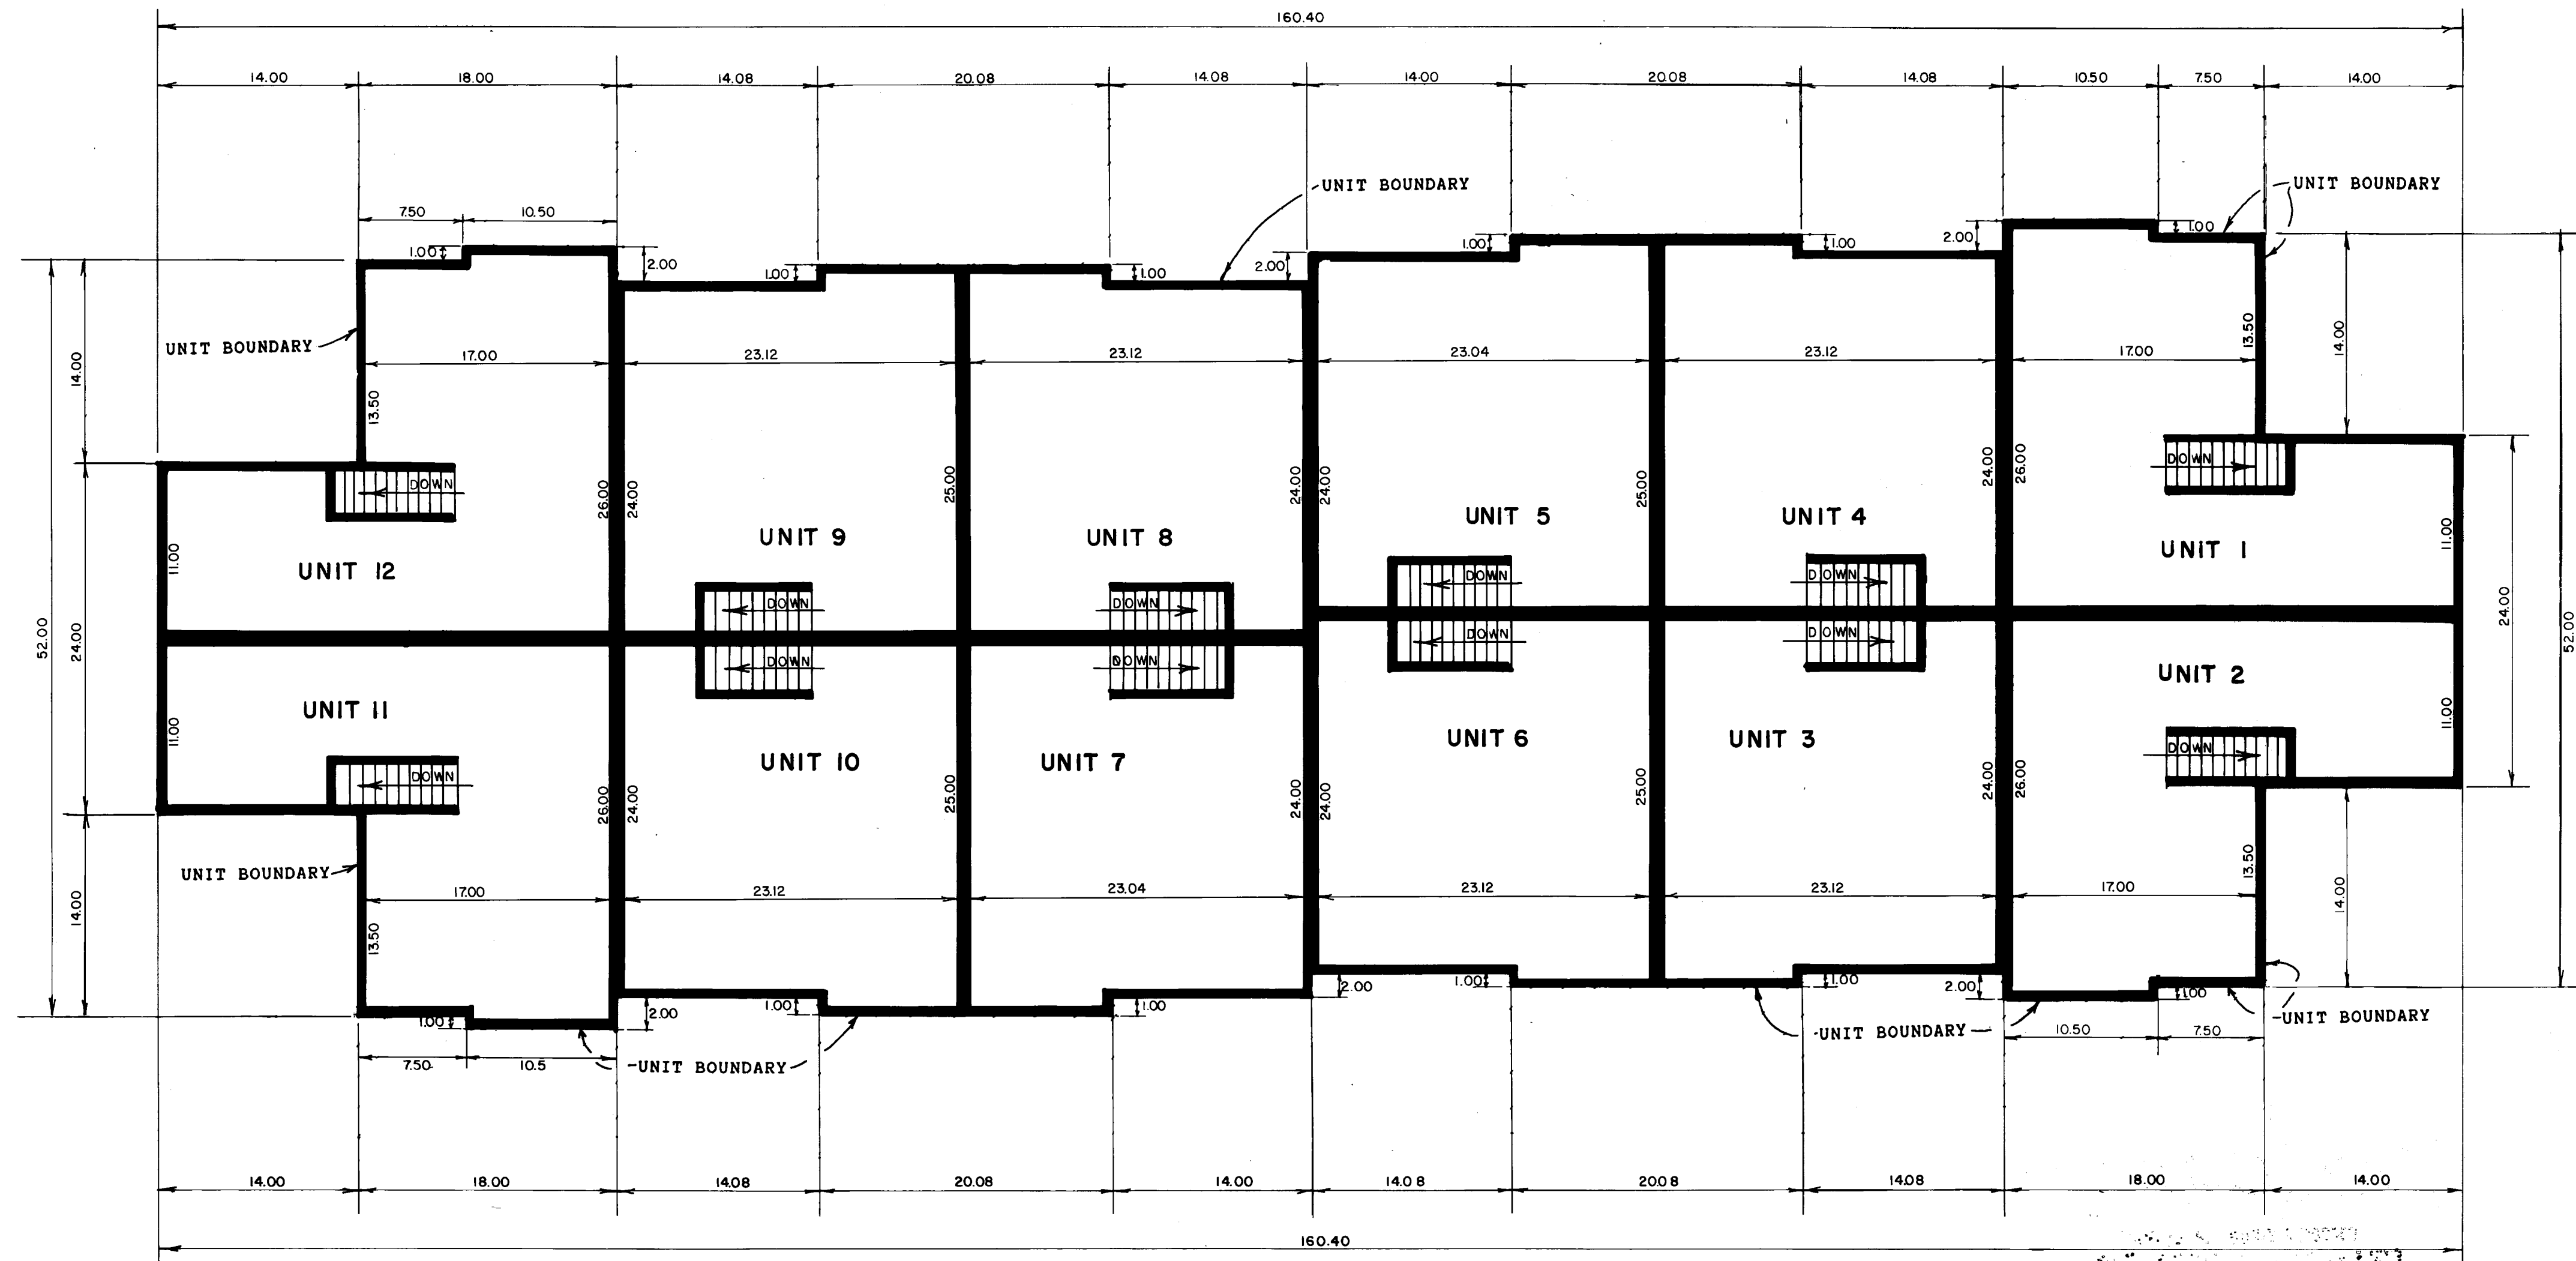 160.40
14.00 18.00 14.08 20.08 14.08 14.00 20.08 14.08 10.50 7.50 14.00
UNIT BOUNDARY UNIT BOUNDARY
7.50 10.50
1.00 2.00 1.00 1.00 2.00 1.00 1.00 2.00 1.00
UNIT BOUNDARY
17.00 23.12 23.12 23.04 23.12 17.00
14.00 13.50 13.50 14.00
26.00 24.00 25.00 24.00 24.00 25.00 24.00 26.00
DOWN DOWN
UNIT 9 UNIT 8 UNIT 5 UNIT 4
11.00 UNIT 12 UNIT 1 11.00
DOWN DOWN DOWN DOWN
52.00 24.00 24.00 52.00
DOWN DOWN DOWN DOWN
11.00 UNIT 11 UNIT 2 11.00
UNIT 10 UNIT 7 UNIT 6 UNIT 3
DOWN DOWN
26.00 24.00 25.00 24.00 24.00 25.00 24.00 26.00
UNIT BOUNDARY
17.00 23.12 23.04 23.12 23.12 17.00
14.00 13.50 13.50 14.00
1.00 2.00 1.00 1.00 2.00 1.00 1.00 2.00 1.00
UNIT BOUNDARY UNIT BOUNDARY UNIT BOUNDARY
7.50 10.5 10.50 7.50
14.00 18.00 14.08 20.08 14.00 14.08 20.08 14.08 18.00 14.00
160.40